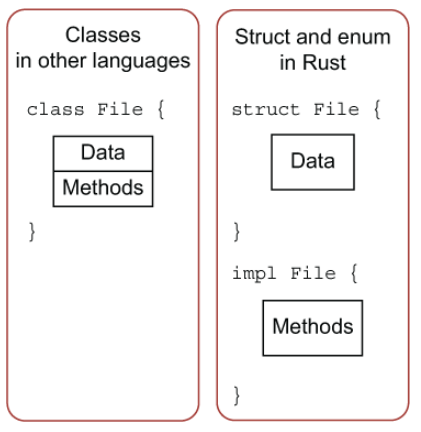 Classes
in other languages
class File {
Data
Methods
}
Struct and enum
in Rust
struct File {
Data
}
impl File {
Methods
}